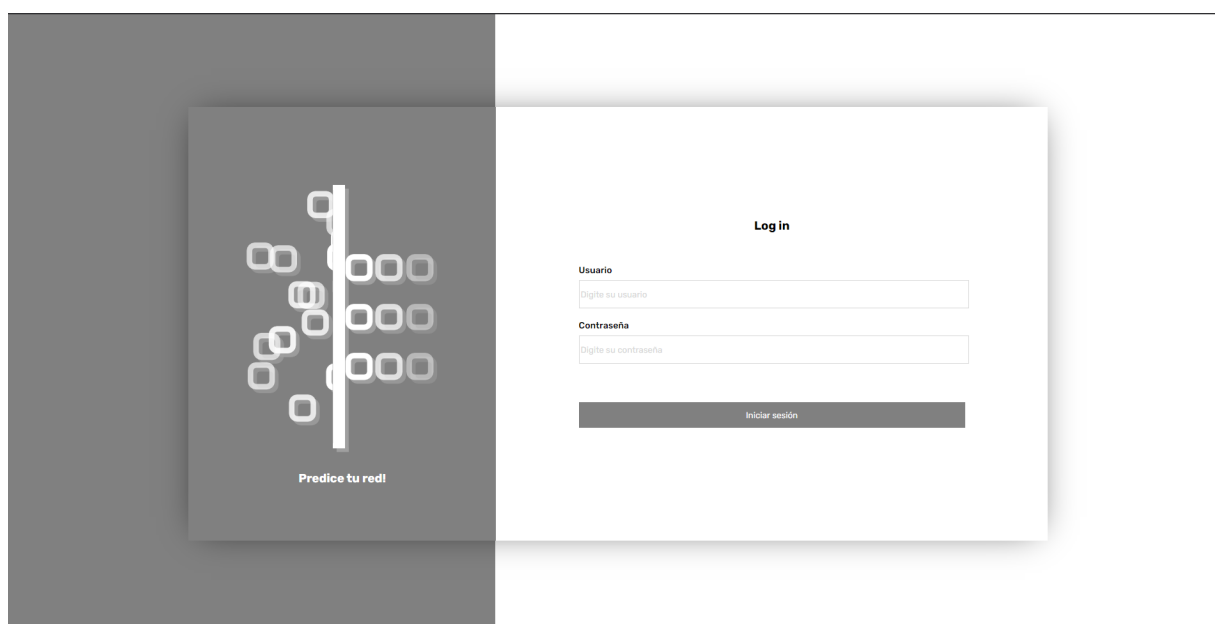 Predice tu red!
Log in
Usuario
Digite su usuario
Contraseña
Digite su contraseña
Iniciar sesión